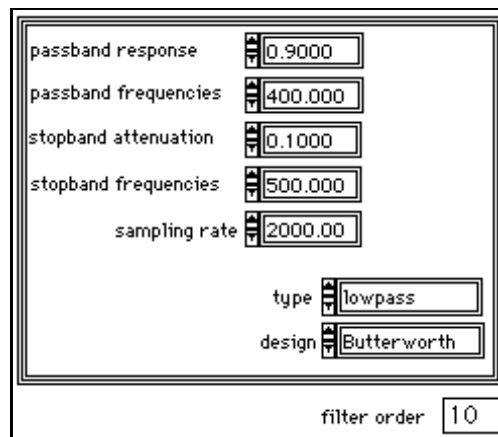 passband response 0.9000
passband frequencies 400.000
stopband attenuation 0.1000
stopband frequencies 500.000
sampling rate 2000.00
type lowpass
design Butterworth
filter order 10